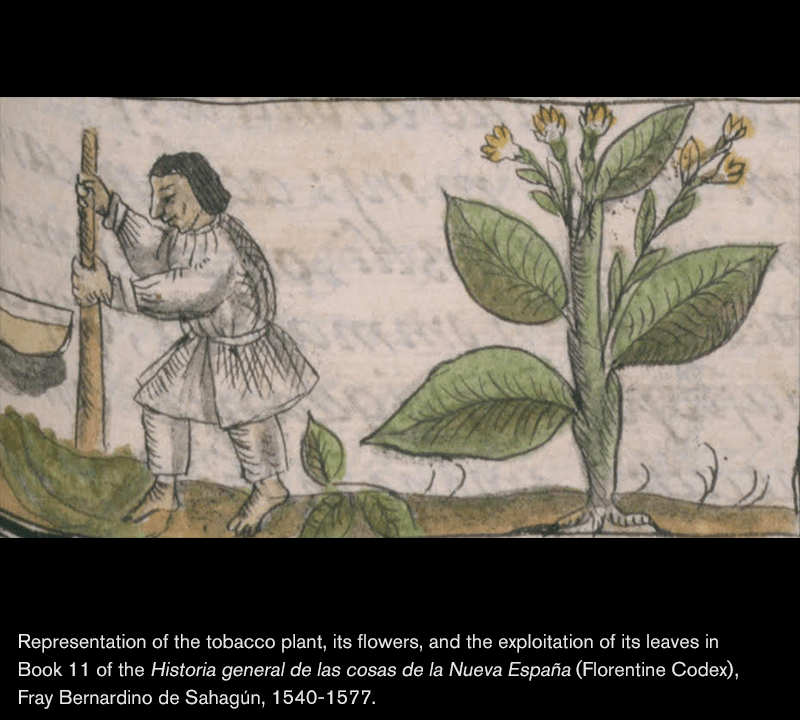 Representation of the tobacco plant, its flowers, and the exploitation of its leaves in
Book 11 of the Historia general de las cosas de la Nueva España (Florentine Codex),
Fray Bernardino de Sahagún, 1540-1577.